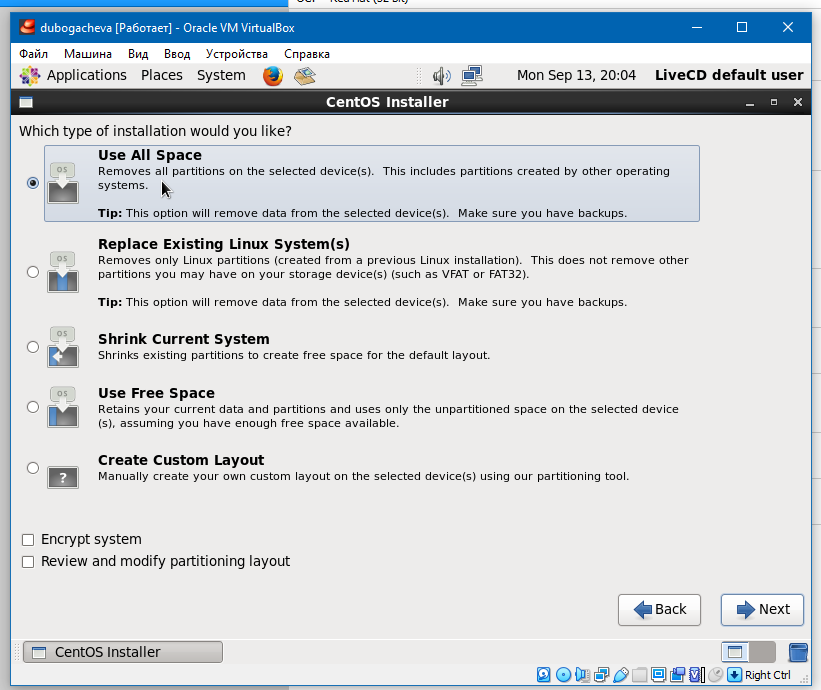 dubogacheva [Работает] - Oracle VM VirtualBox
Файл Машина Вид Ввод Устройства Справка
Applications Places System Mon Sep 13, 20:04 LiveCD default user
CentOS Installer
Which type of installation would you like?
Use All Space
Removes all partitions on the selected device(s). This includes partitions created by other operating
systems.
Tip: This option will remove data from the selected device(s). Make sure you have backups.
Replace Existing Linux System(s)
Removes only Linux partitions (created from a previous Linux installation). This does not remove other
partitions you may have on your storage device(s) (such as VFAT or FAT32).
Tip: This option will remove data from the selected device(s). Make sure you have backups.
Shrink Current System
Shrinks existing partitions to create free space for the default layout.
Use Free Space
Retains your current data and partitions and uses only the unpartitioned space on the selected device
(s), assuming you have enough free space available.
Create Custom Layout
Manually create your own custom layout on the selected device(s) using our partitioning tool.
Encrypt system
Review and modify partitioning layout
Back Next
CentOS Installer
Right Ctrl